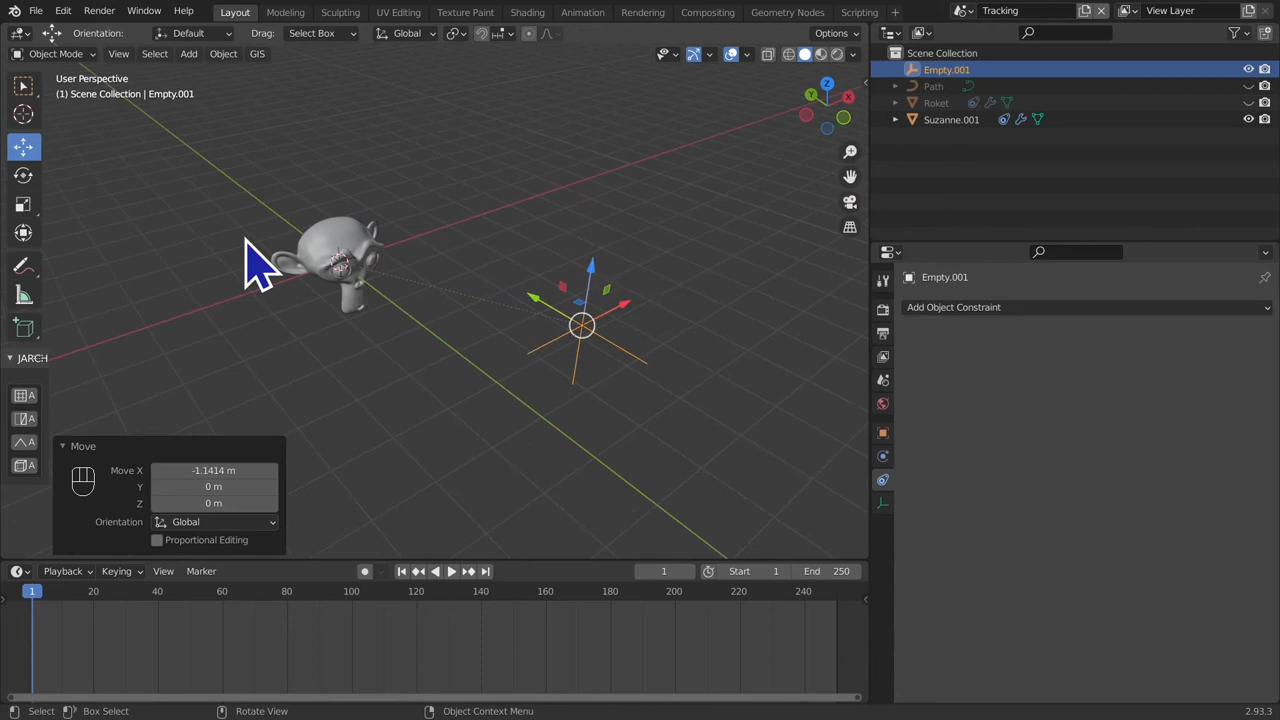 File Edit Render Window Help Layout Modeling Sculpting UV Editing Texture Paint Shading Animation Rendering Compositing Geometry Nodes Scripting Tracking View Layer
Orientation: Default Drag: Select Box Global Options
Object Mode View Select Add Object GIS
User Perspective
(1) Scene Collection | Empty.001
Z
Y
X
JARCH
A
A
A
A
Move
Move X -1.1414 m
Y 0 m
Z 0 m
Orientation Global
Proportional Editing
Scene Collection
Empty.001
Path
Roket
Suzanne.001
Empty.001
Add Object Constraint
Playback Keying View Marker 1 Start 1 End 250
1 20 40 60 80 100 120 140 160 180 200 220 240
Select Box Select Rotate View Object Context Menu 2.93.3